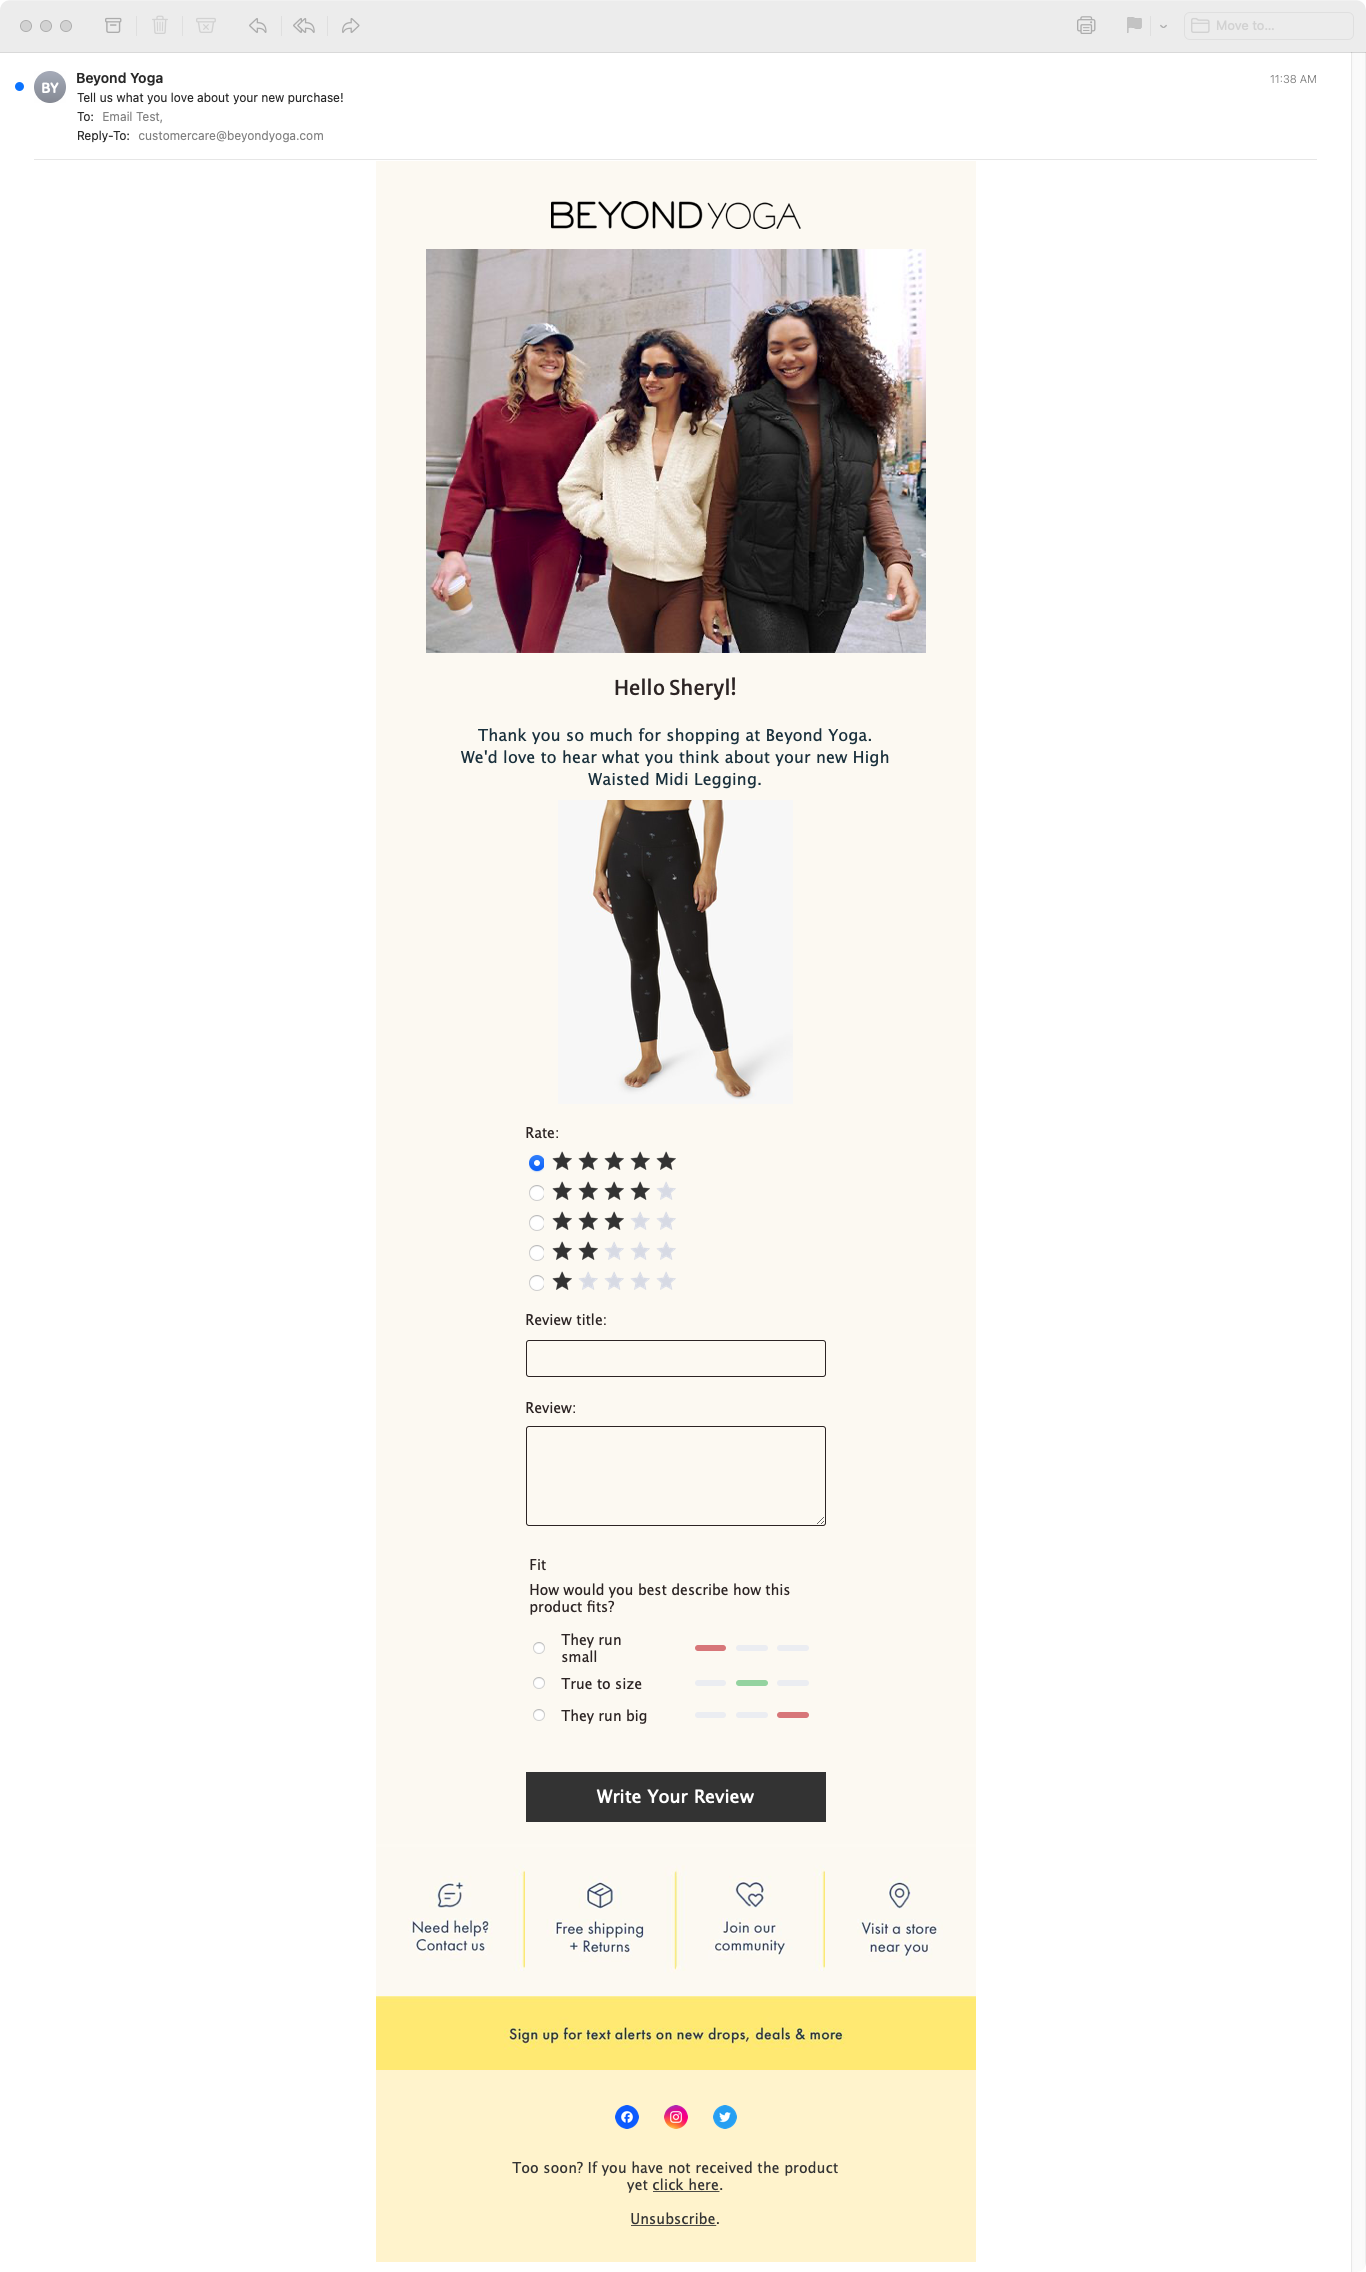 Move to...
BY
Beyond Yoga
11:38 AM
Tell us what you love about your new purchase!
To: Email Test,
Reply-To: customercare@beyondyoga.com
BEYOND YOGA
Hello Sheryl!
Thank you so much for shopping at Beyond Yoga.
We'd love to hear what you think about your new High
Waisted Midi Legging.
Rate:
Review title:
Review:
Fit
How would you best describe how this
product fits?
They run
small
True to size
They run big
Write Your Review
Need help?
Contact us
Free shipping
+ Returns
Join our
community
Visit a store
near you
Sign up for text alerts on new drops, deals & more
Too soon? If you have not received the product
yet click here.
Unsubscribe.